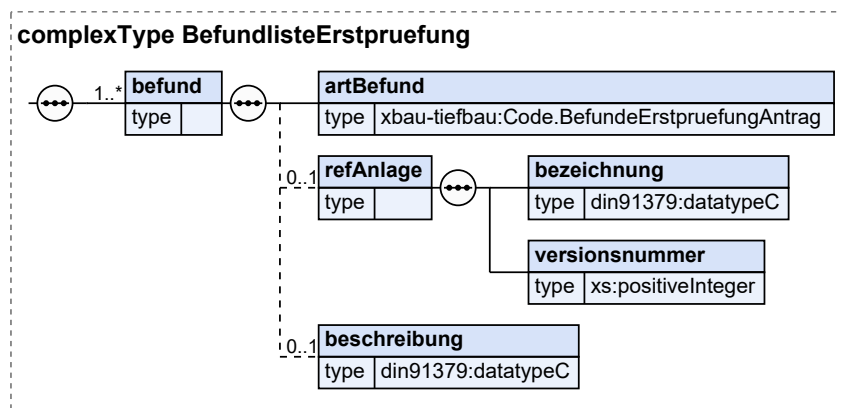 complexType BefundlisteErstpruefung
1..* befund
type
artBefund
type xbau-tiefbau:Code.BefundeErstpruefungAntrag
0..1 refAnlage
type
bezeichnung
type din91379:datatypeC
versionsnummer
type xs:positiveInteger
0..1 beschreibung
type din91379:datatypeC